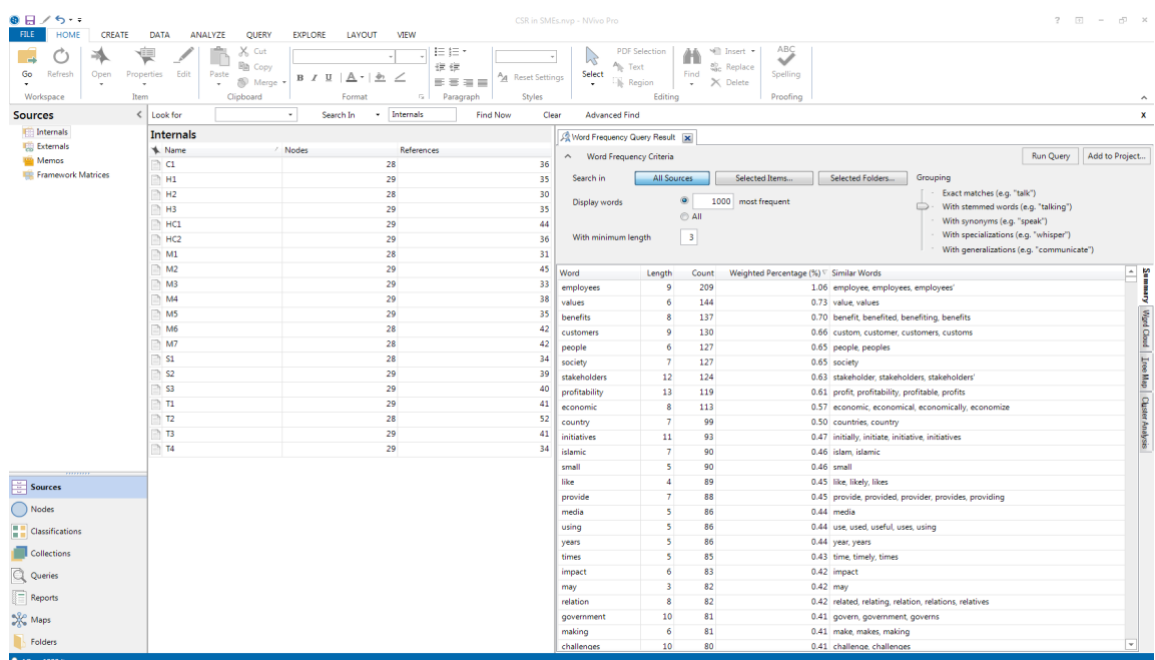 CSR in SMEs.nvp - NVivo Pro
FILE HOME CREATE DATA ANALYZE QUERY EXPLORE LAYOUT VIEW
Go Refresh Open Properties Edit Paste Cut Copy Merge B I U A Reset Settings Select PDF Selection Text Region Find Insert Replace Delete ABC Spelling
Workspace Item Clipboard Format Paragraph Styles Editing Proofing
Sources Look for Search In Internals Find Now Clear Advanced Find X
Internals
Externals
Memos
Framework Matrices
Internals
Name Nodes References
C1 28 36
H1 29 35
H2 28 30
H3 29 35
HC1 29 44
HC2 29 36
M1 28 31
M2 29 45
M3 29 33
M4 29 38
M5 29 35
M6 28 42
M7 28 42
S1 28 34
S2 29 39
S3 29 40
T1 29 41
T2 28 52
T3 29 41
T4 29 34
Sources
Nodes
Classifications
Collections
Queries
Reports
Maps
Folders
Word Frequency Query Result
Word Frequency Criteria Run Query Add to Project...
Search in All Sources Selected Items... Selected Folders... Grouping
Display words 1000 most frequent
All
With minimum length 3
Exact matches (e.g. "talk")
With stemmed words (e.g. "talking")
With synonyms (e.g. "speak")
With specializations (e.g. "whisper")
With generalizations (e.g. "communicate")
Word Length Count Weighted Percentage (%) Similar Words
employees 9 209 1.06 employee, employees, employees'
values 6 144 0.73 value, values
benefits 8 137 0.70 benefit, benefited, benefiting, benefits
customers 9 130 0.66 custom, customer, customers, customs
people 6 127 0.65 people, peoples
society 7 127 0.65 society
stakeholders 12 124 0.63 stakeholder, stakeholders, stakeholders'
profitability 13 119 0.61 profit, profitability, profitable, profits
economic 8 113 0.57 economic, economical, economically, economize
country 7 99 0.50 countries, country
initiatives 11 93 0.47 initially, initiate, initiative, initiatives
islamic 7 90 0.46 islam, islamic
small 5 90 0.46 small
like 4 89 0.45 like, likely, likes
provide 7 88 0.45 provide, provided, provider, provides, providing
media 5 86 0.44 media
using 5 86 0.44 use, used, useful, uses, using
years 5 86 0.44 year, years
times 5 85 0.43 time, timely, times
impact 6 83 0.42 impact
may 3 82 0.42 may
relation 8 82 0.42 related, relating, relation, relations, relatives
government 10 81 0.41 govern, government, governs
making 6 81 0.41 make, makes, making
challenges 10 80 0.41 challenge, challenges
Summary
Word Cloud
Tree Map
Cluster Analysis